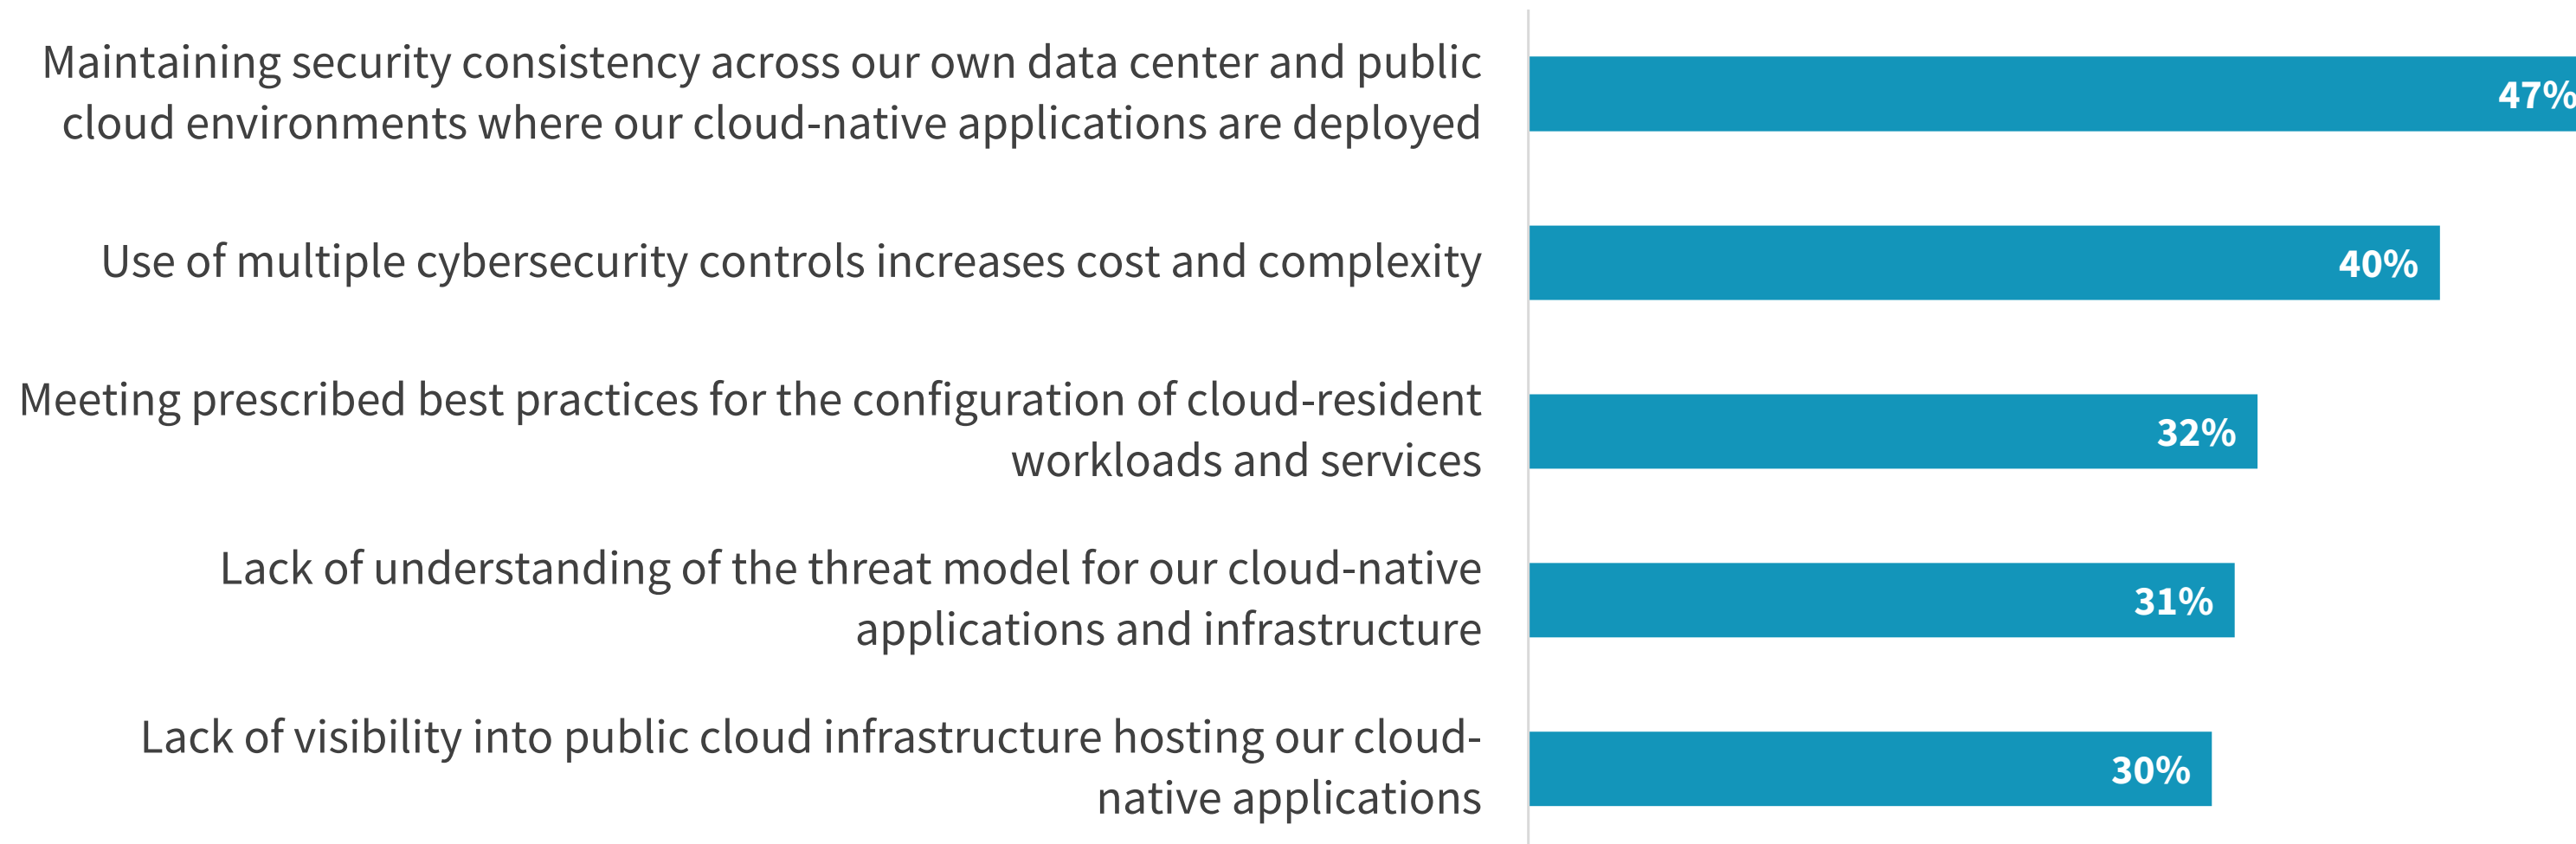 Maintaining security consistency across our own data center and public
cloud environments where our cloud-native applications are deployed
47%
Use of multiple cybersecurity controls increases cost and complexity
40%
Meeting prescribed best practices for the configuration of cloud-resident
workloads and services
32%
Lack of understanding of the threat model for our cloud-native
applications and infrastructure
31%
Lack of visibility into public cloud infrastructure hosting our cloud-
native applications
30%